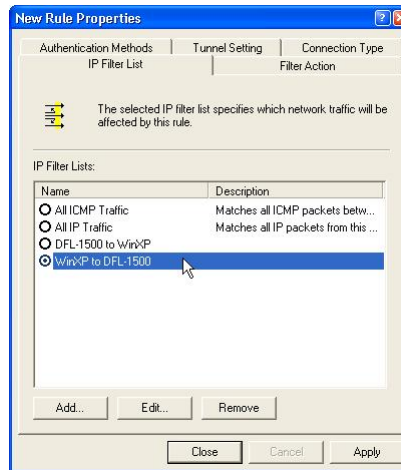 New Rule Properties
Authentication Methods Tunnel Setting Connection Type
IP Filter List Filter Action
The selected IP filter list specifies which network traffic will be
affected by this rule.
IP Filter Lists:
Name Description
All ICMP Traffic Matches all ICMP packets betw...
All IP Traffic Matches all IP packets from this ...
DFL-1500 to WinXP
WinXP to DFL-1500
Add... Edit... Remove
Close Cancel Apply